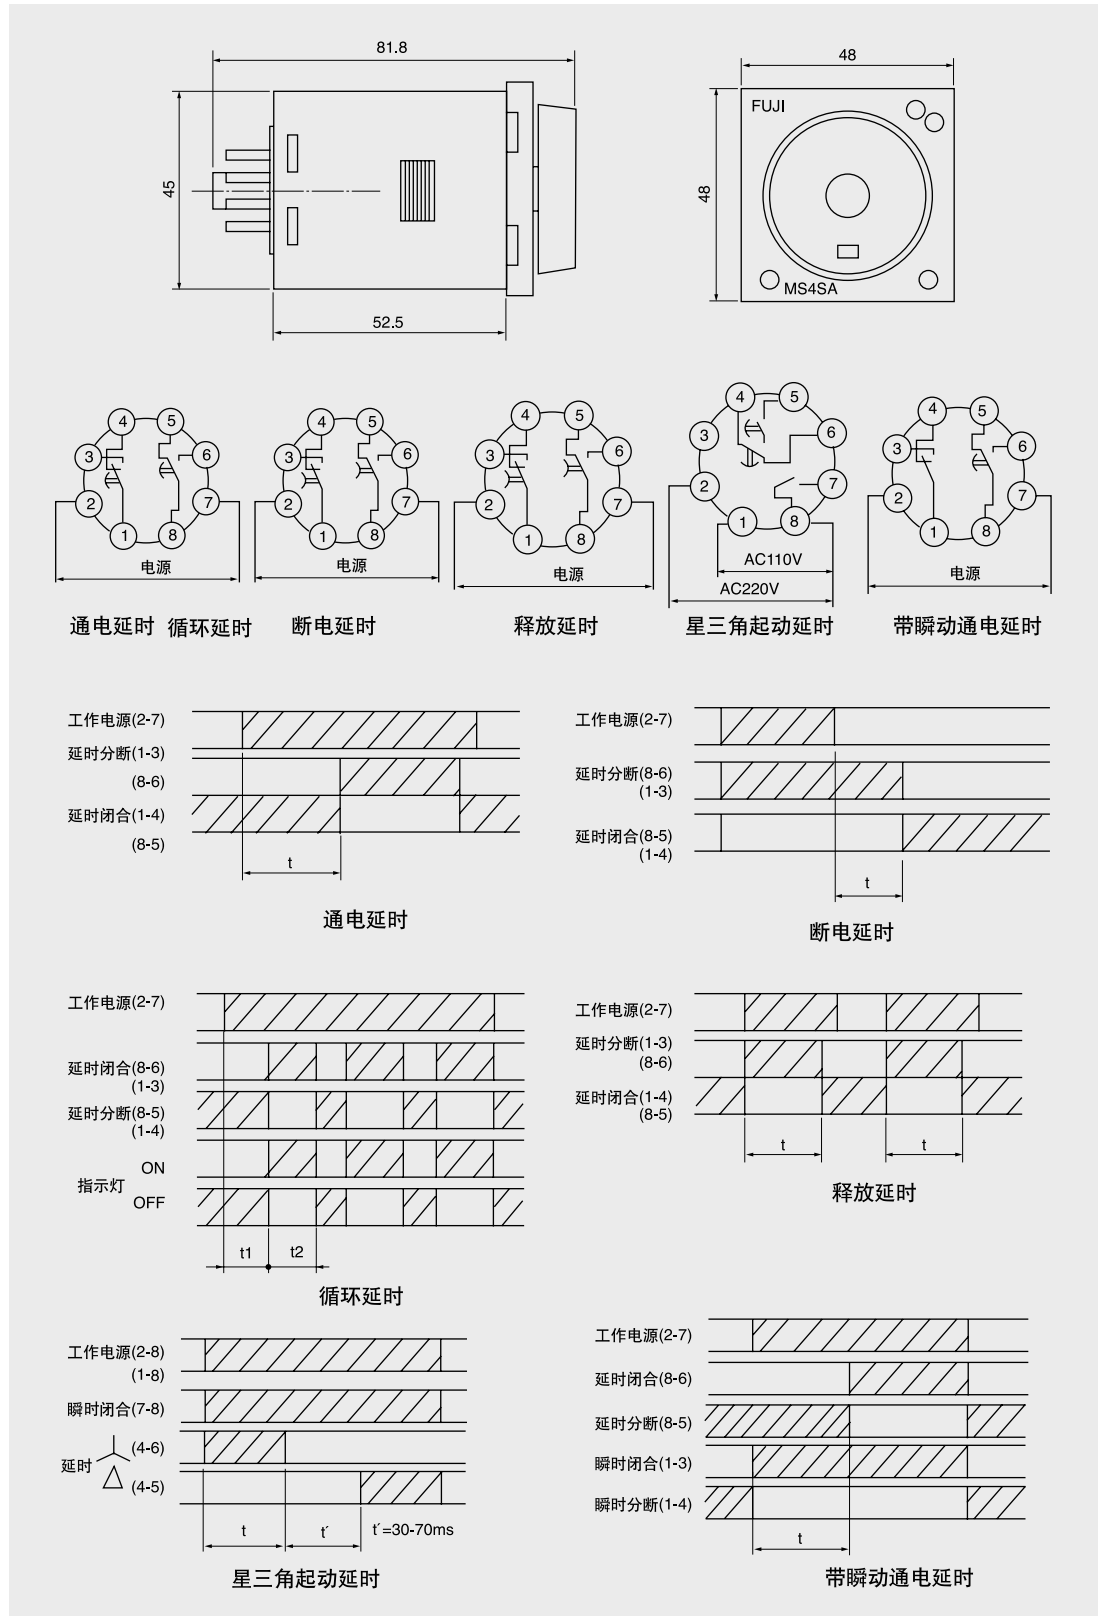 81.8
48
FUJI
45
48
MS4SA
52.5
4 5
3 6
2 7
1 8
电源
4 5
3 6
2 7
1 8
电源
4 5
3 6
2 7
1 8
电源
4 5
3 6
2 7
1 8
AC110V
AC220V
4 5
3 6
2 7
1 8
电源
通电延时 循环延时
断电延时
释放延时
星三角起动延时
带瞬动通电延时
工作电源(2-7)
延时分断(1-3)
(8-6)
延时闭合(1-4)
(8-5)
t
通电延时
工作电源(2-7)
延时分断(8-6)
(1-3)
延时闭合(8-5)
(1-4)
t
断电延时
工作电源(2-7)
延时闭合(8-6)
(1-3)
延时分断(8-5)
(1-4)
ON
指示灯
OFF
t1 t2
循环延时
工作电源(2-7)
延时分断(1-3)
(8-6)
延时闭合(1-4)
(8-5)
t t
释放延时
工作电源(2-8)
(1-8)
瞬时闭合(7-8)
(4-6)
延时
(4-5)
t t´ t´=30-70ms
星三角起动延时
工作电源(2-7)
延时闭合(8-6)
延时分断(8-5)
瞬时闭合(1-3)
瞬时分断(1-4)
t
带瞬动通电延时